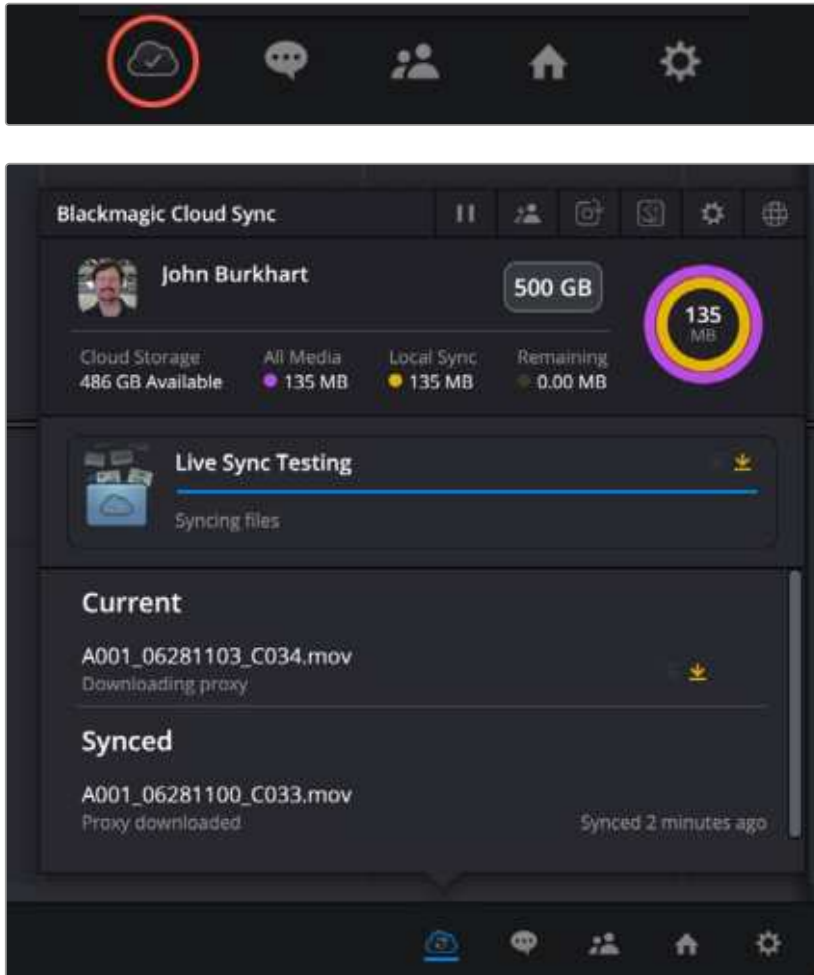 Blackmagic Cloud Sync
John Burkhart
500 GB
135
MB
Cloud Storage All Media Local Sync Remaining
486 GB Available 135 MB 135 MB 0.00 MB
Live Sync Testing
Syncing files
Current
A001_06281103_C034.mov
Downloading proxy
Synced
A001_06281100_C033.mov
Proxy downloaded Synced 2 minutes ago